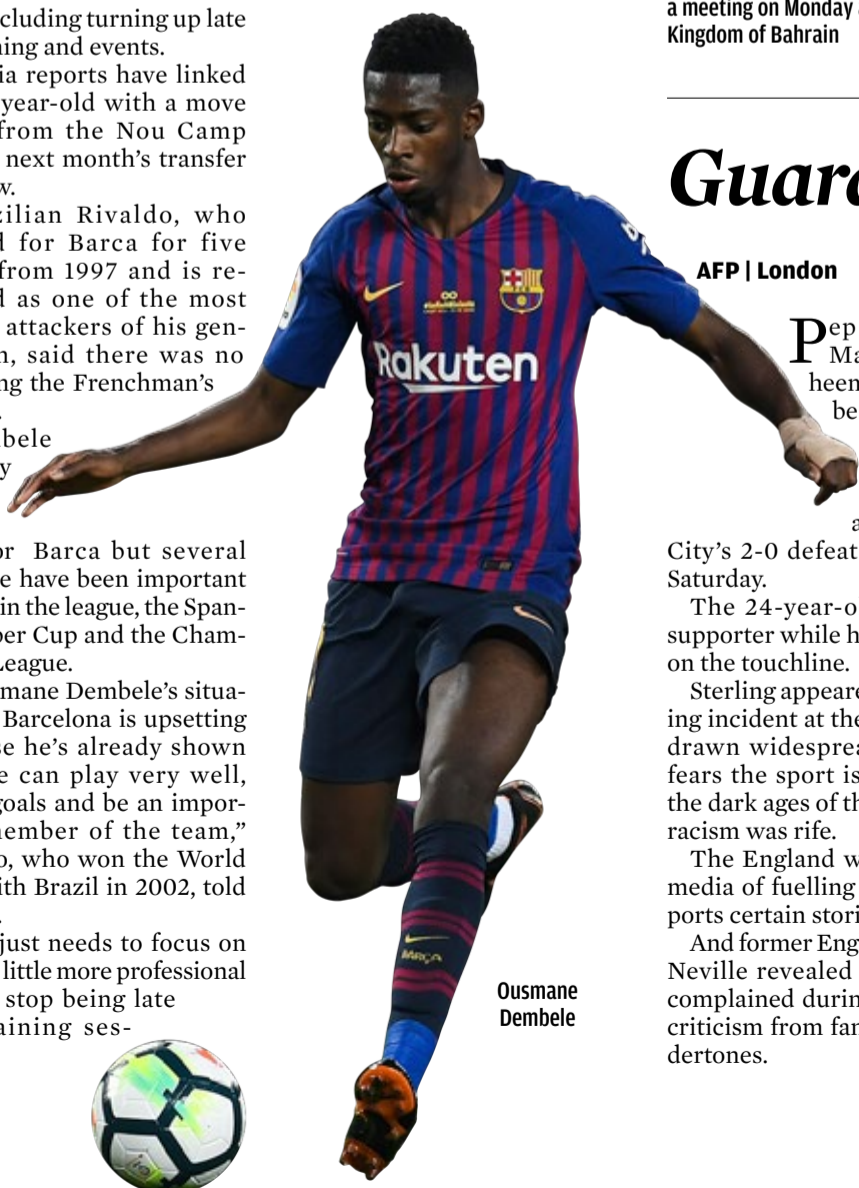 cluding turning up late
ning and events.
ia reports have linked
year-old with a move
from the Nou Camp
next month's transfer
w.
zilian Rivaldo, who
d for Barca for five
from 1997 and is re-
d as one of the most
attackers of his gen-
n, said there was no
ng the Frenchman's
bele
y
or Barca but several
e have been important
in the league, the Span-
per Cup and the Cham-
League.
mane Dembele's situa-
Barcelona is upsetting
se he's already shown
e can play very well,
goals and be an impor-
member of the team,"
o, who won the World
ith Brazil in 2002, told
just needs to focus on
little more professional
stop being late
aining ses-
Rakuten
BARÇA
Ousmane
Dembele
a meeting on Monday
Kingdom of Bahrain
Guard
AFP | London
Pep
Ma
heen
be
a
City's 2-0 defeat
Saturday.
The 24-year-o
supporter while h
on the touchline.
Sterling appeare
ing incident at the
drawn widesprea
fears the sport is
the dark ages of th
racism was rife.
The England w
media of fuelling
ports certain stori
And former Eng
Neville revealed
complained durin
criticism from fan
dertones.